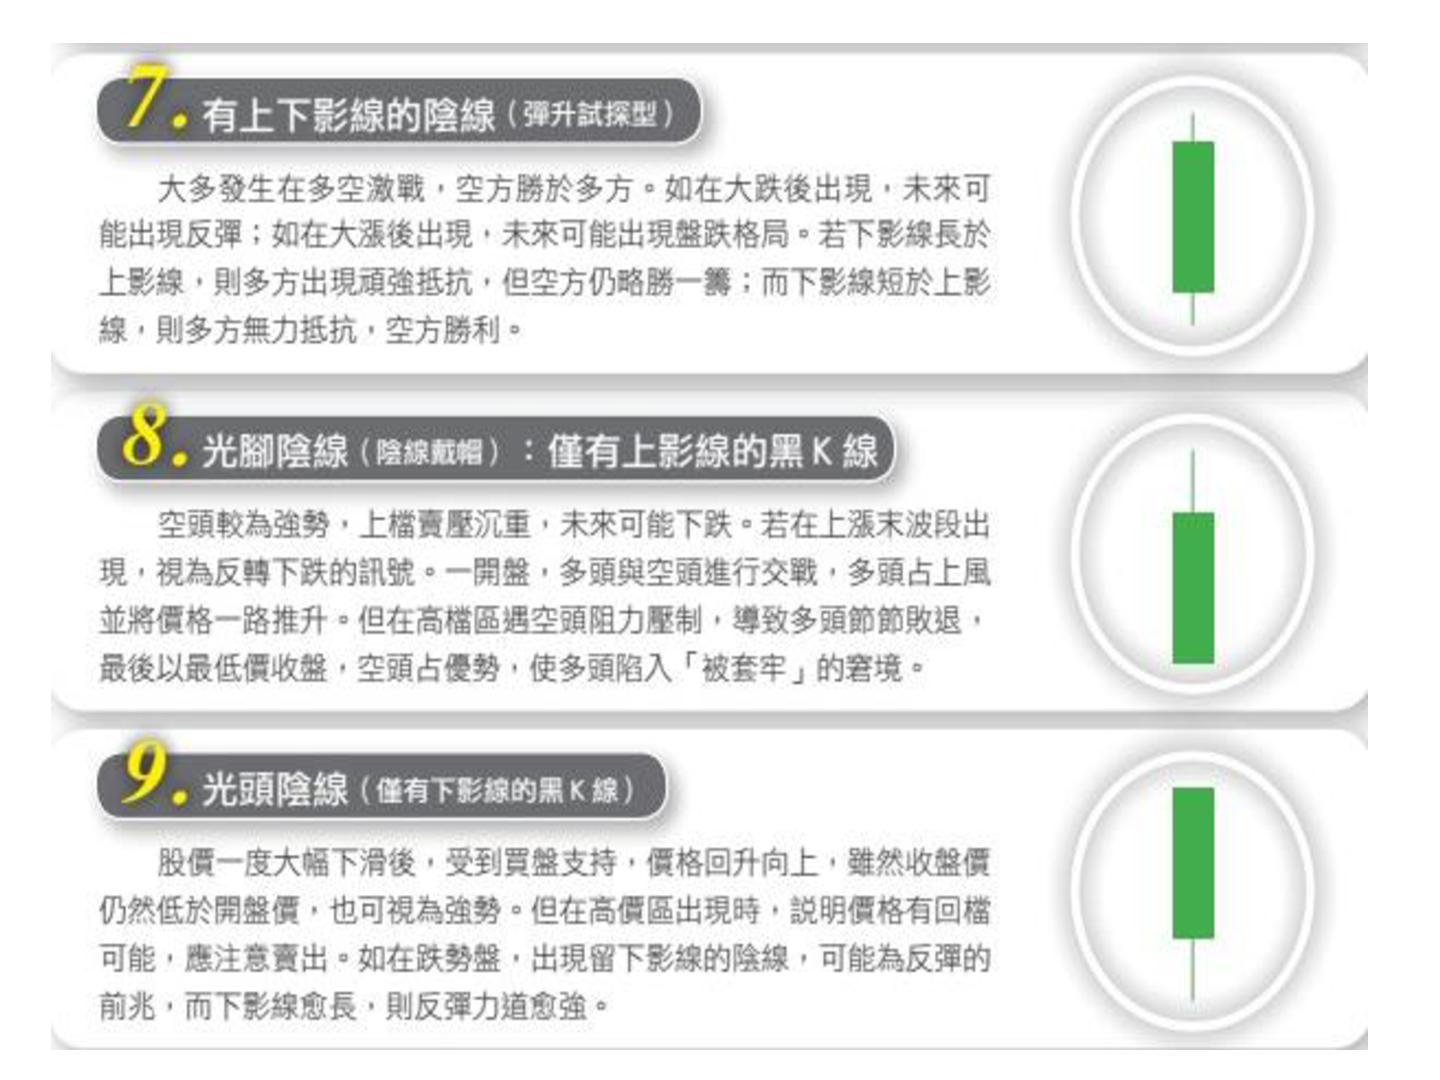 7. 有上下影線的陰線（彈升試探型）
大多發生在多空激戰，空方勝於多方。如在大跌後出現，未來可
能出現反彈；如在大漲後出現，未來可能出現盤跌格局。若下影線長於
上影線，則多方出現頑強抵抗，但空方仍略勝一籌；而下影線短於上影
線，則多方無力抵抗，空方勝利。
8. 光腳陰線（陰線戴帽）：僅有上影線的黑 K 線
空頭較為強勢，上檔賣壓沉重，未來可能下跌。若在上漲末波段出
現，視為反轉下跌的訊號。一開盤，多頭與空頭進行交戰，多頭占上風
並將價格一路推升。但在高檔區遇空頭阻力壓制，導致多頭節節敗退，
最後以最低價收盤，空頭占優勢，使多頭陷入「被套牢」的窘境。
9. 光頭陰線（僅有下影線的黑 K 線）
股價一度大幅下滑後，受到買盤支持，價格回升向上，雖然收盤價
仍然低於開盤價，也可視為強勢。但在高價區出現時，説明價格有回檔
可能，應注意賣出。如在跌勢盤，出現留下影線的陰線，可能為反彈的
前兆，而下影線愈長，則反彈力道愈強。